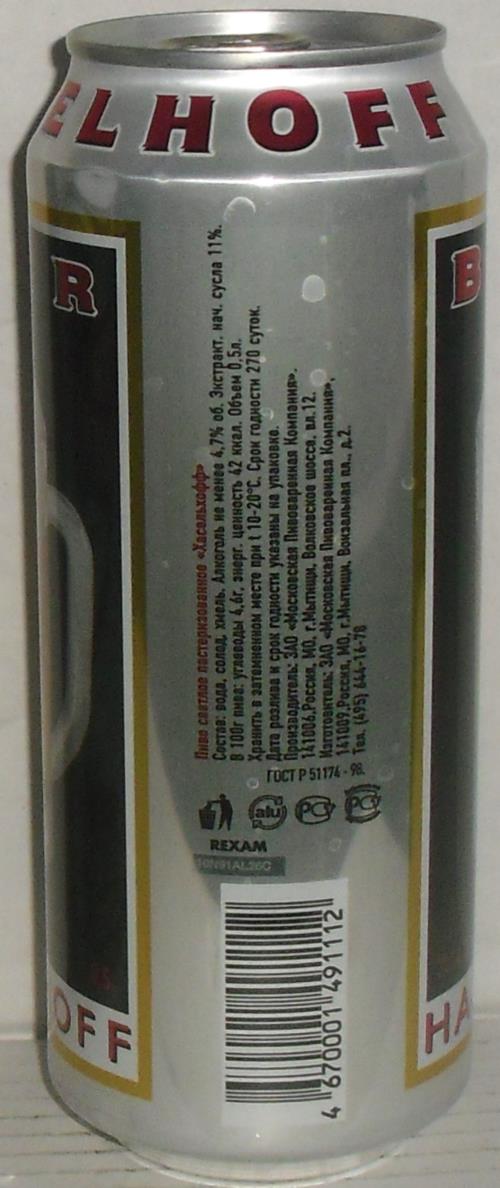 ELHOFF
R
B
Пиво светлое пастеризованное «Хасельхофф»
Состав: вода, солод, хмель. Алкоголь не менее 4,7% об. Экстракт. нач. сусла 11%.
В 100г пива: углеводы 4,6г, энерг. ценность 42 ккал. Объем 0,5л.
Хранить в затемненном месте при t 10-20°С. Срок годности 270 суток.
Дата розлива и срок годности указаны на упаковке.
Производитель: ЗАО «Московская Пивоваренная Компания».
141006,Россия, МО, г.Мытищи, Волковское шоссе, вл.12.
Изготовитель: ЗАО «Московская Пивоваренная Компания»,
141009,Россия, МО, г.Мытищи, Вокзальная пл., д.2.
Тел. (495) 644-16-78
ГОСТ Р 51174 - 98.
alu
РС
РС
REXAM
OFF
HA
4 670001 491112